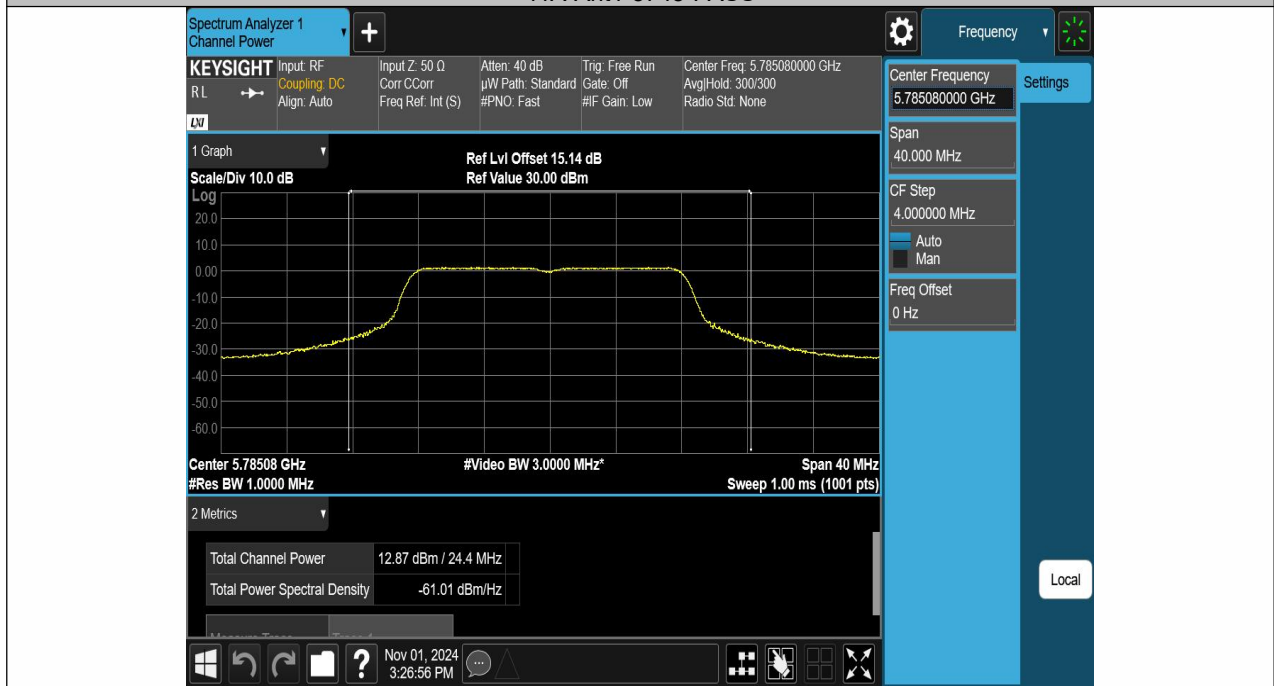 Spectrum Analyzer 1
Channel Power
+
Frequency
KEYSIGHT
RL
LXI
Input: RF
Coupling: DC
Align: Auto
Input Z: 50 Ω
Corr CCorr
Freq Ref: Int (S)
Atten: 40 dB
µW Path: Standard
#PNO: Fast
Trig: Free Run
Gate: Off
#IF Gain: Low
Center Freq: 5.785080000 GHz
Avg|Hold: 300/300
Radio Std: None
Center Frequency
5.785080000 GHz
Settings
Span
40.000 MHz
CF Step
4.000000 MHz
Auto
Man
Freq Offset
0 Hz
Local
1 Graph
Scale/Div 10.0 dB
Ref Lvl Offset 15.14 dB
Ref Value 30.00 dBm
Log
20.0
10.0
0.00
-10.0
-20.0
-30.0
-40.0
-50.0
-60.0
Center 5.78508 GHz
#Res BW 1.0000 MHz
#Video BW 3.0000 MHz*
Span 40 MHz
Sweep 1.00 ms (1001 pts)
2 Metrics
Total Channel Power 12.87 dBm / 24.4 MHz
Total Power Spectral Density -61.01 dBm/Hz
?
Nov 01, 2024
3:26:56 PM